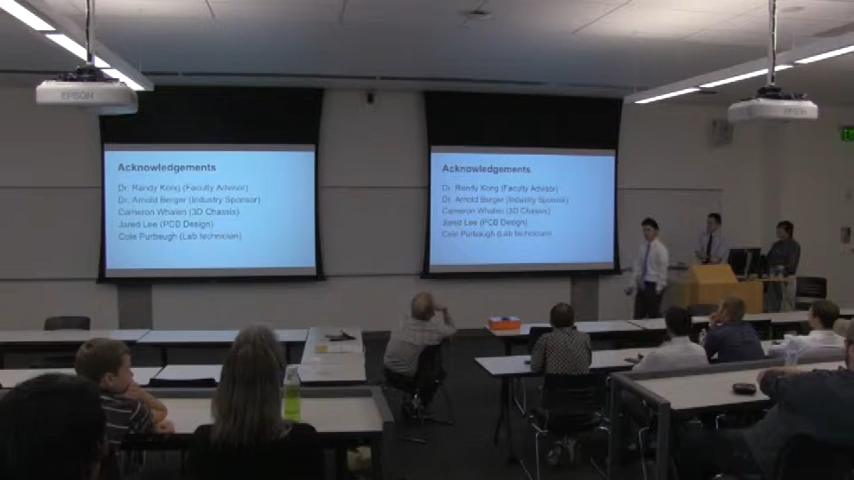 EPSON
EPSON
Acknowledgements
Dr. Randy Kong (Faculty Advisor)
Dr. Arnold Berger (Industry Sponsor)
Cameron Whalen (3D Chassis)
Jared Lee (PCB Design)
Cole Purbaugh (Lab technician)
Acknowledgements
Dr. Randy Kong (Faculty Advisor)
Dr. Arnold Berger (Industry Sponsor)
Cameron Whalen (3D Chassis)
Jared Lee (PCB Design)
Cole Purbaugh (Lab technician)